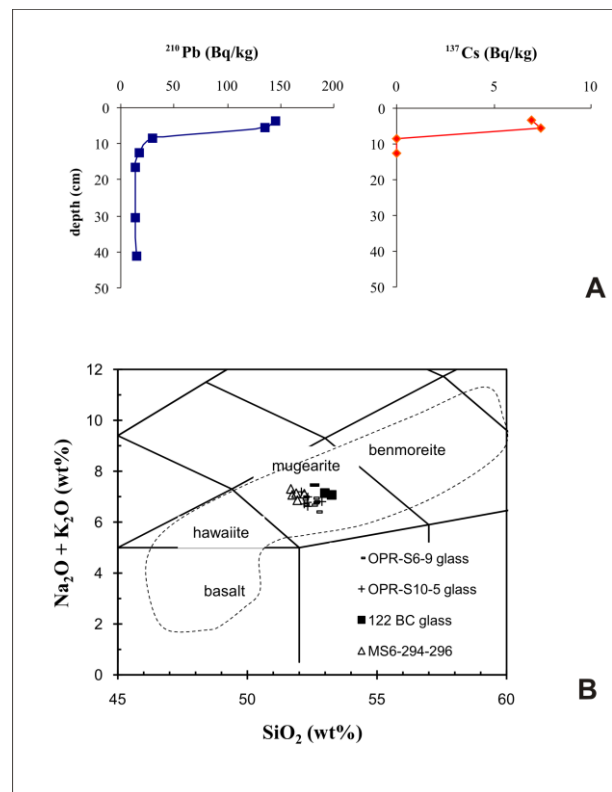 ²¹⁰Pb (Bq/kg)
0 50 100 150 200
0
10
20
30
40
50
depth (cm)
¹³⁷Cs (Bq/kg)
0 5 10
0
10
20
30
40
50
A
12
10
8
6
4
2
0
Na₂O + K₂O (wt%)
benmoreite
mugearite
hawaiite
basalt
OPR-S6-9 glass
OPR-S10-5 glass
122 BC glass
MS6-294-296
45 50 55 60
SiO₂ (wt%)
B